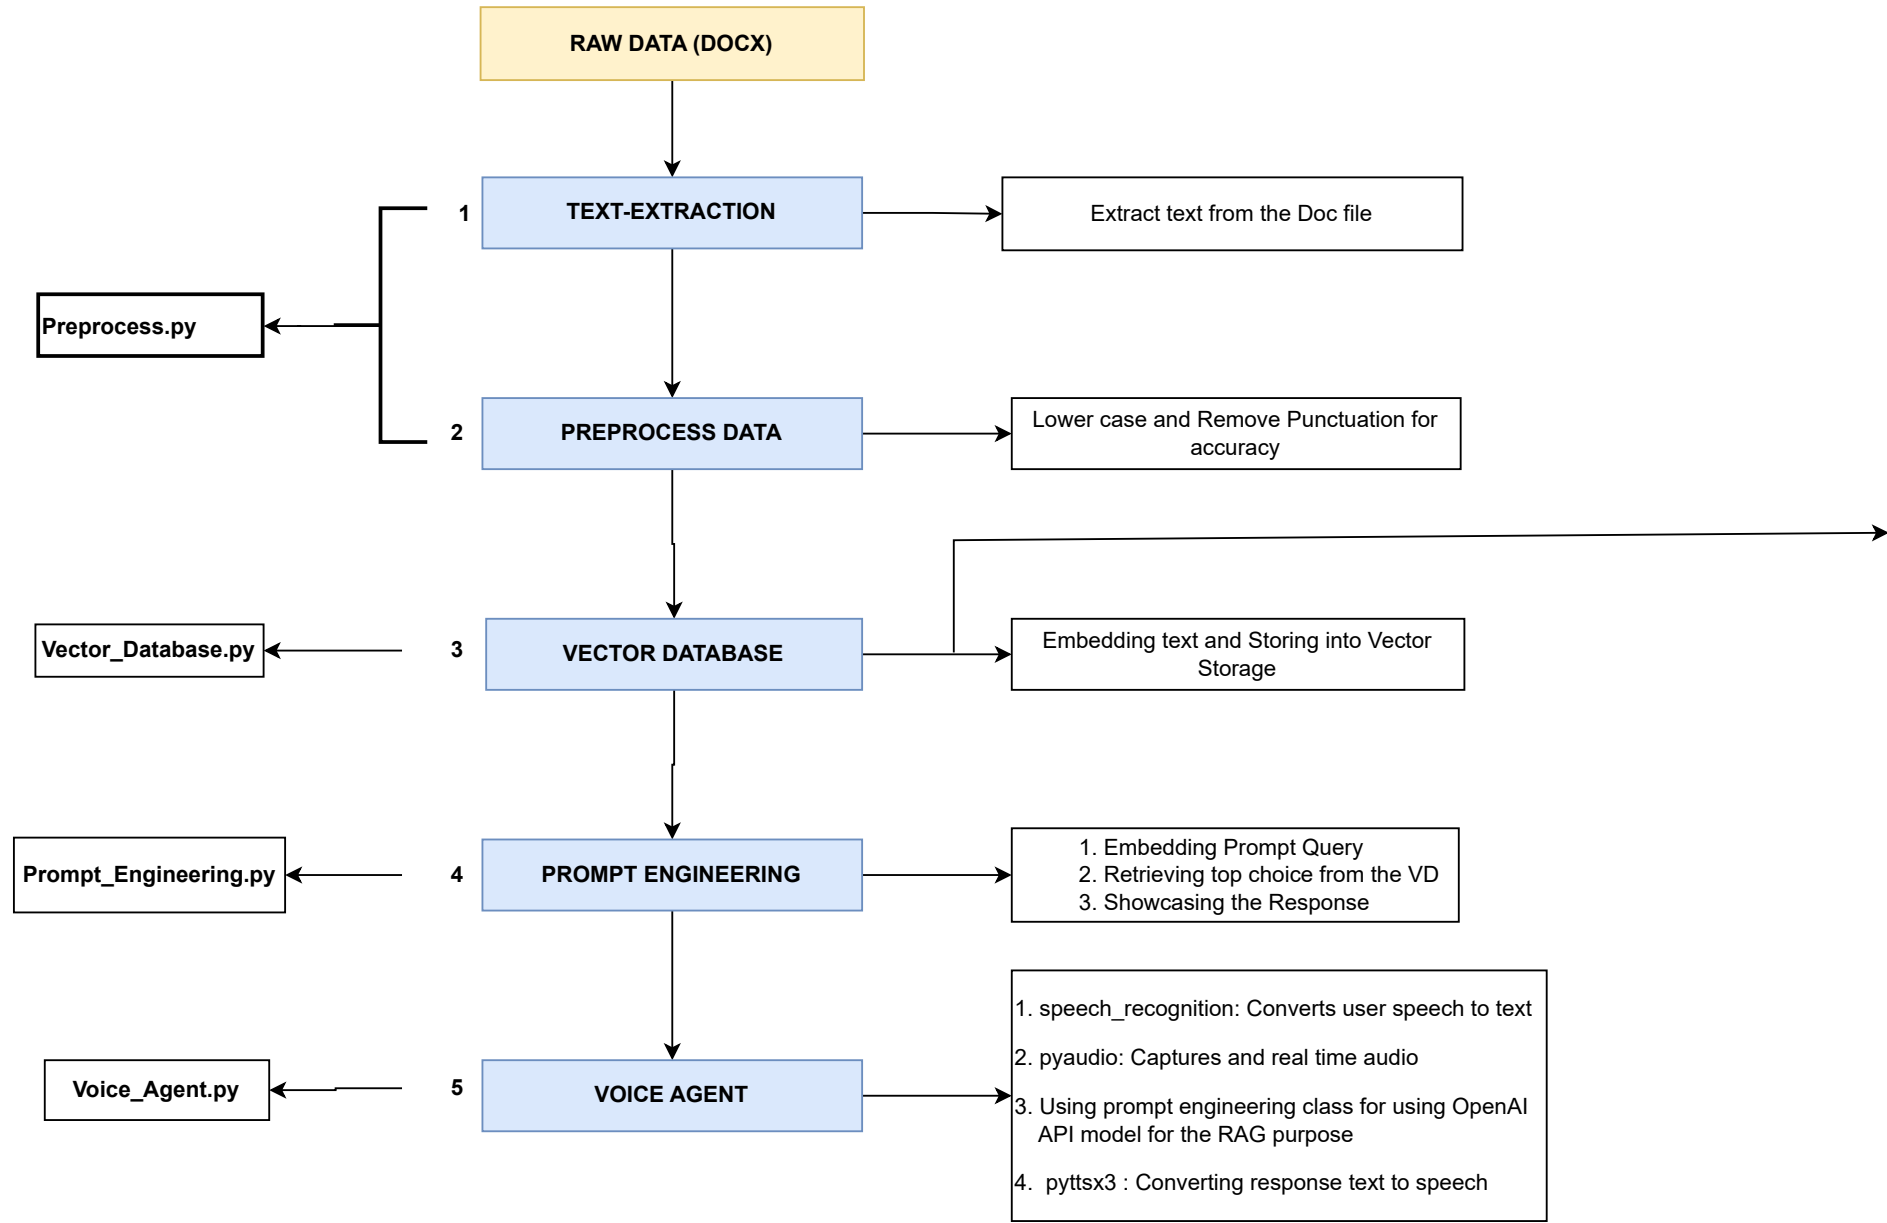 RAW DATA (DOCX)
1
TEXT-EXTRACTION
Extract text from the Doc file
Preprocess.py
2
PREPROCESS DATA
Lower case and Remove Punctuation for
accuracy
Vector_Database.py
3
VECTOR DATABASE
Embedding text and Storing into Vector
Storage
Prompt_Engineering.py
4
PROMPT ENGINEERING
1. Embedding Prompt Query
2. Retrieving top choice from the VD
3. Showcasing the Response
Voice_Agent.py
5
VOICE AGENT
1. speech_recognition: Converts user speech to text
2. pyaudio: Captures and real time audio
3. Using prompt engineering class for using OpenAI
API model for the RAG purpose
4. pyttsx3 : Converting response text to speech